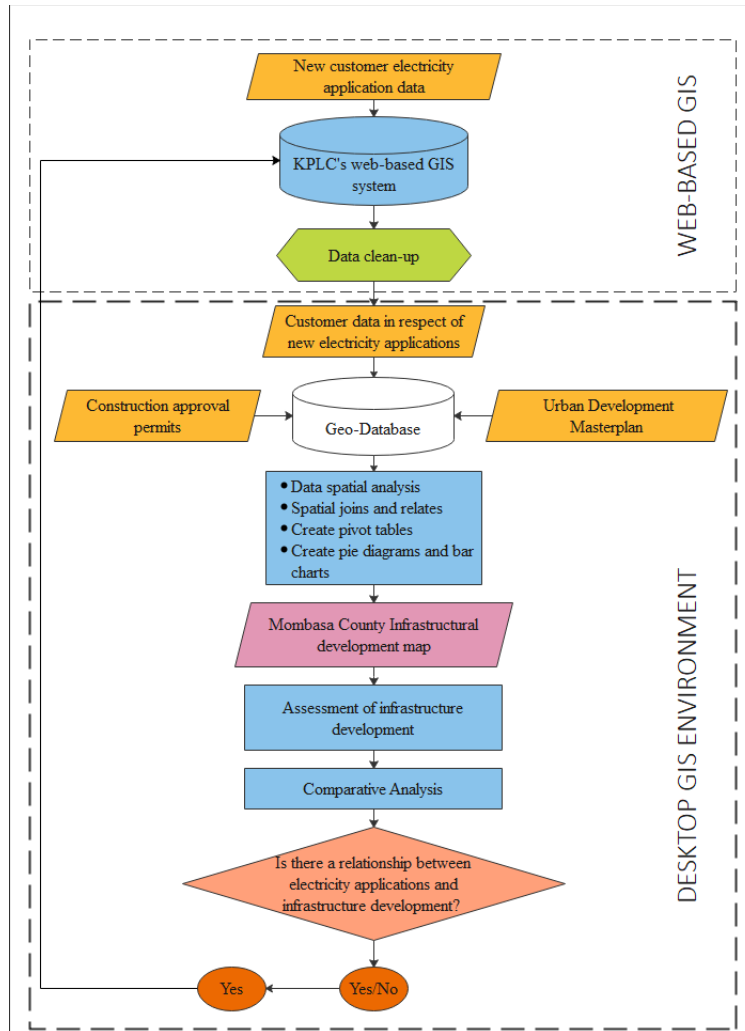 New customer electricity
application data
WEB-BASED GIS
KPLC's web-based GIS
system
Data clean-up
Customer data in respect of
new electricity applications
Construction approval
permits
Geo-Database
Urban Development
Masterplan
• Data spatial analysis
• Spatial joins and relates
• Create pivot tables
• Create pie diagrams and bar
charts
Mombasa County Infrastructural
development map
DESKTOP GIS ENVIRONMENT
Assessment of infrastructure
development
Comparative Analysis
Is there a relationship between
electricity applications and
infrastructure development?
Yes
Yes/No